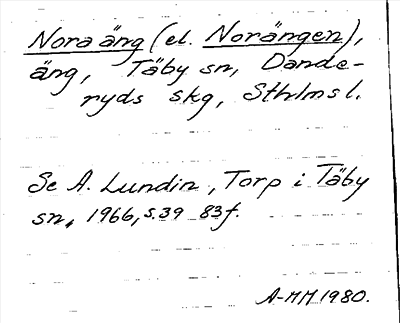 Nora äng (el. Norängen),
äng, Täby sn, Dande-
ryds skg, Sthlms l.
Se A. Lundin, Torp i Täby
sn, 1966, s. 39 83f.
A-MM 1980.